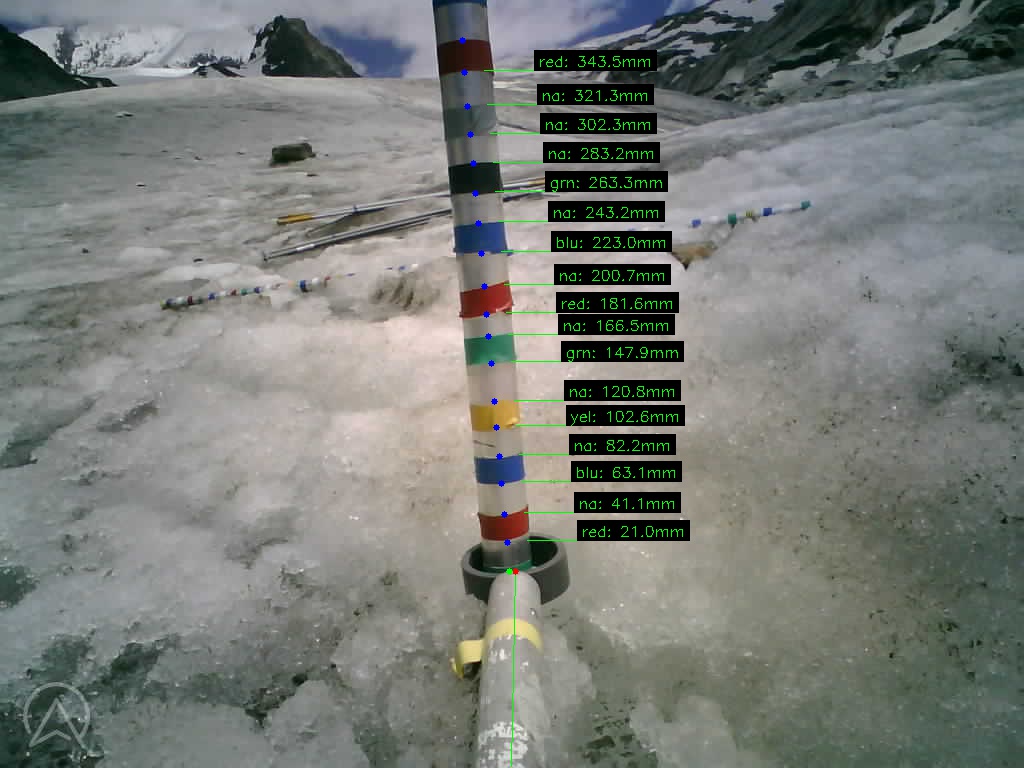 red: 343.5mm
na: 321.3mm
na: 302.3mm
na: 283.2mm
grn: 263.3mm
na: 243.2mm
blu: 223.0mm
na: 200.7mm
red: 181.6mm
na: 166.5mm
grn: 147.9mm
na: 120.8mm
yel: 102.6mm
na: 82.2mm
blu: 63.1mm
na: 41.1mm
red: 21.0mm